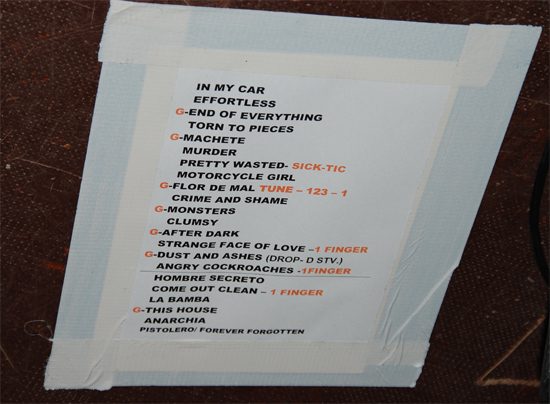 IN MY CAR
EFFORTLESS
G-END OF EVERYTHING
TORN TO PIECES
G-MACHETE
MURDER
PRETTY WASTED- SICK-TIC
MOTORCYCLE GIRL
G-FLOR DE MAL TUNE – 123 – 1
CRIME AND SHAME
G-MONSTERS
CLUMSY
G-AFTER DARK
STRANGE FACE OF LOVE –1 FINGER
G-DUST AND ASHES (DROP- D STV.)
ANGRY COCKROACHES -1FINGER
HOMBRE SECRETO
COME OUT CLEAN – 1 FINGER
LA BAMBA
G-THIS HOUSE
ANARCHIA
PISTOLERO/ FOREVER FORGOTTEN